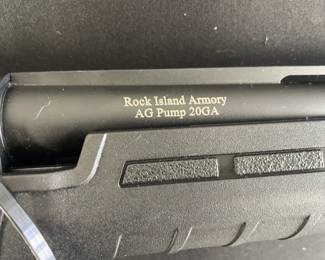 Rock Island Armory
AG Pump 20GA